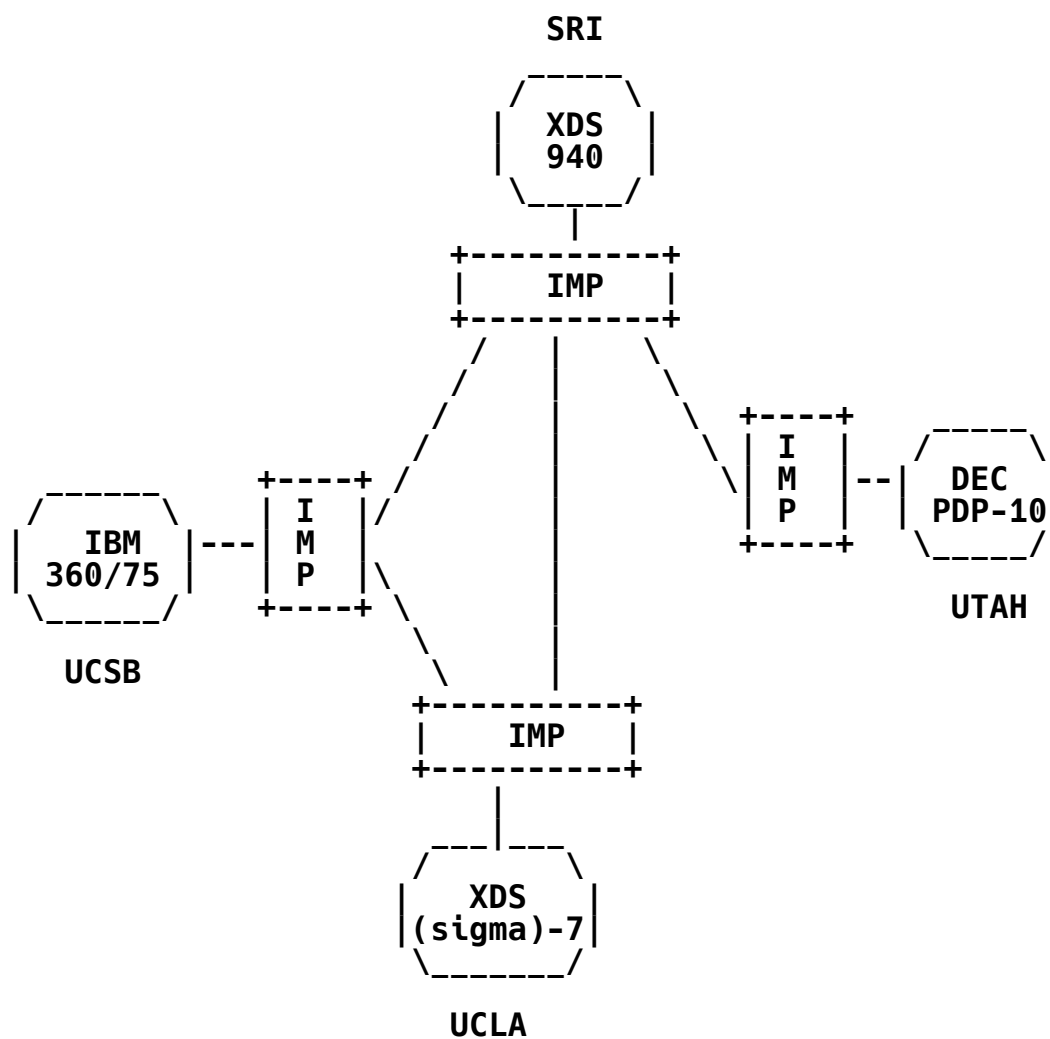 SRI
XDS
940
IMP
I
M
P
DEC
PDP-10
UTAH
I
M
P
IBM
360/75
UCSB
IMP
XDS
(sigma)-7
UCLA